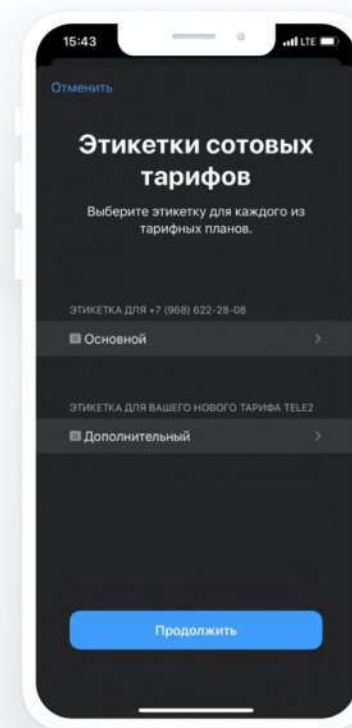 15:43
LTE
Отменить
Этикетки сотовых
тарифов
Выберите этикетку для каждого из
тарифных планов.
ЭТИКЕТКА ДЛЯ +7 (968) 622-28-08
Основной
ЭТИКЕТКА ДЛЯ ВАШЕГО НОВОГО ТАРИФА TELE2
Дополнительный
Продолжить